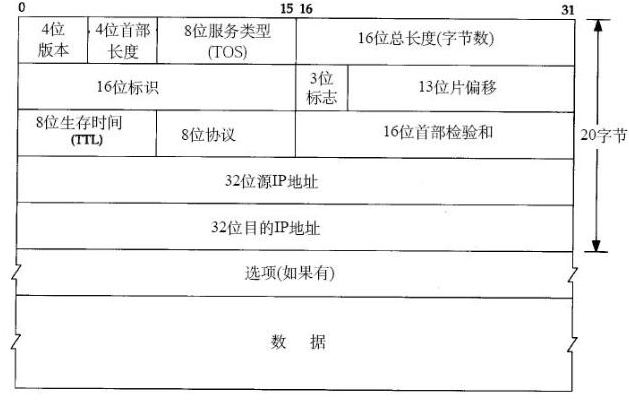 0 15 16 31
4位
版本
4位首部
长度
8位服务类型
(TOS)
16位总长度(字节数)
16位标识
3位
标志
13位片偏移
8位生存时间
(TTL)
8位协议
16位首部检验和
20字节
32位源IP地址
32位目的IP地址
选项(如果有)
数 据